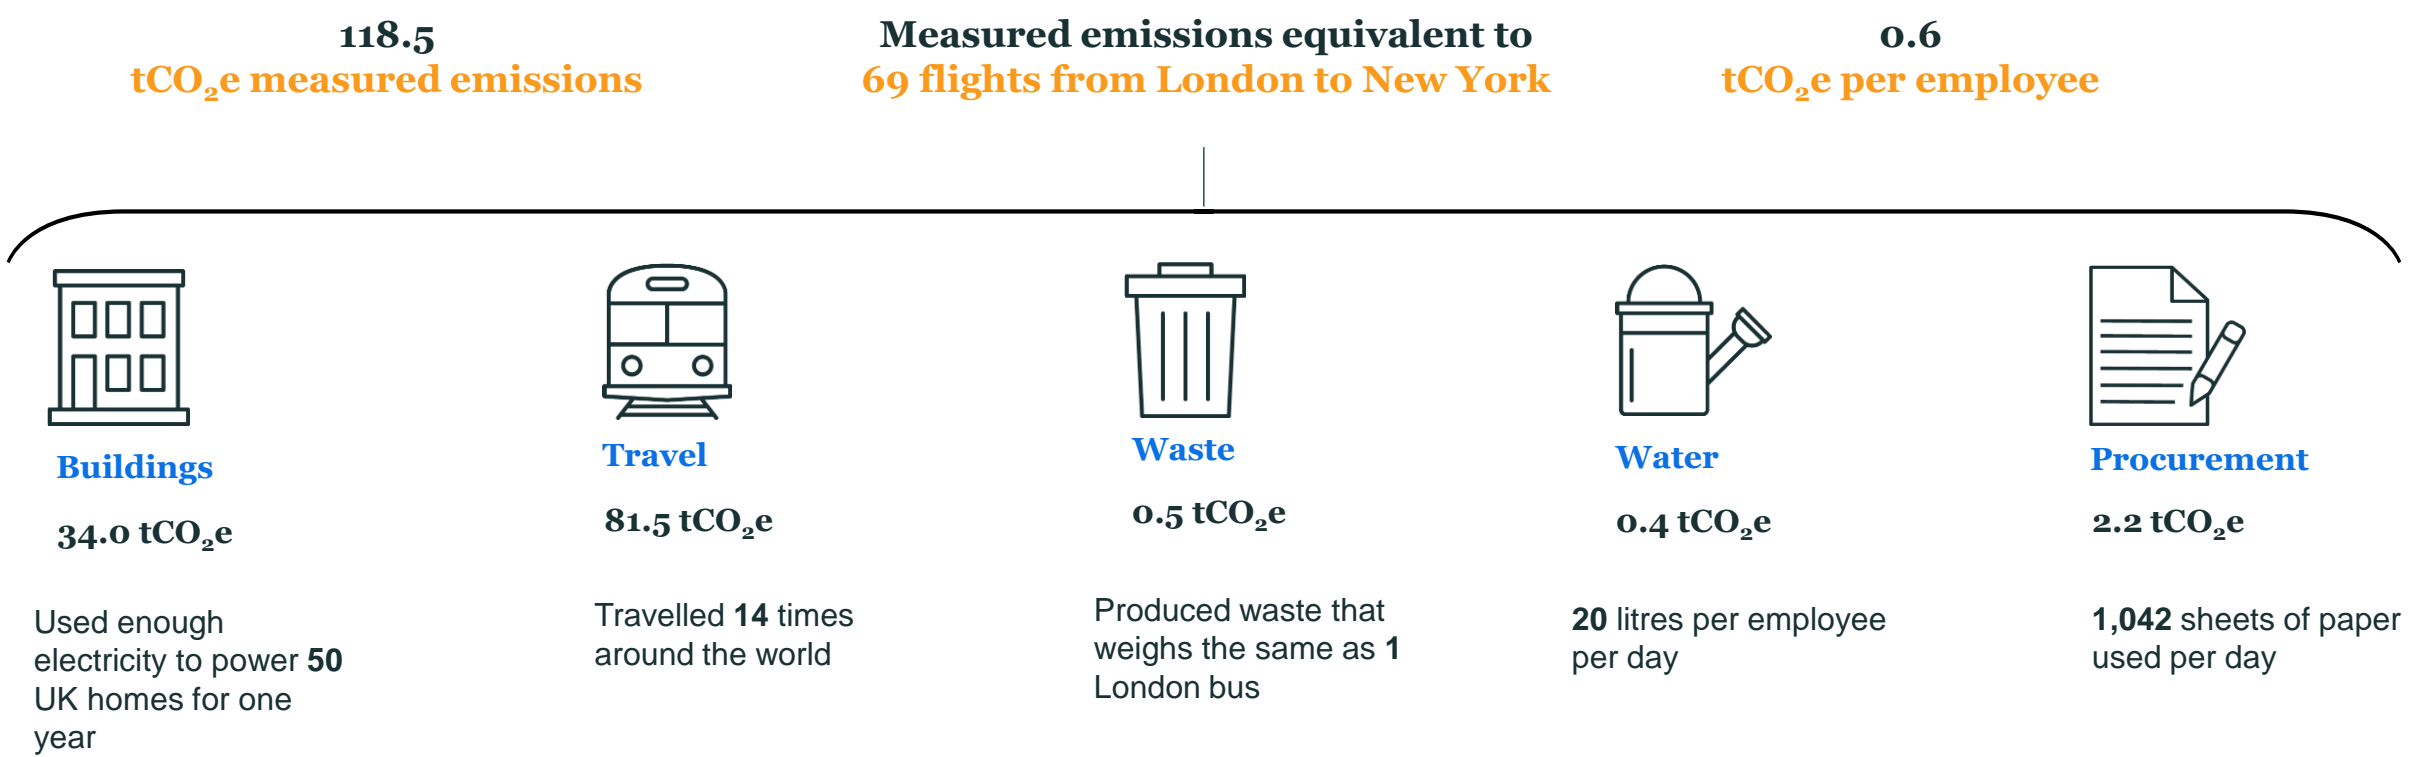 118.5
tCO₂e measured emissions
Measured emissions equivalent to
69 flights from London to New York
0.6
tCO₂e per employee
Buildings
34.0 tCO₂e
Used enough
electricity to power 50
UK homes for one
year
Travel
81.5 tCO₂e
Travelled 14 times
around the world
Waste
0.5 tCO₂e
Produced waste that
weighs the same as 1
London bus
Water
0.4 tCO₂e
20 litres per employee
per day
Procurement
2.2 tCO₂e
1,042 sheets of paper
used per day